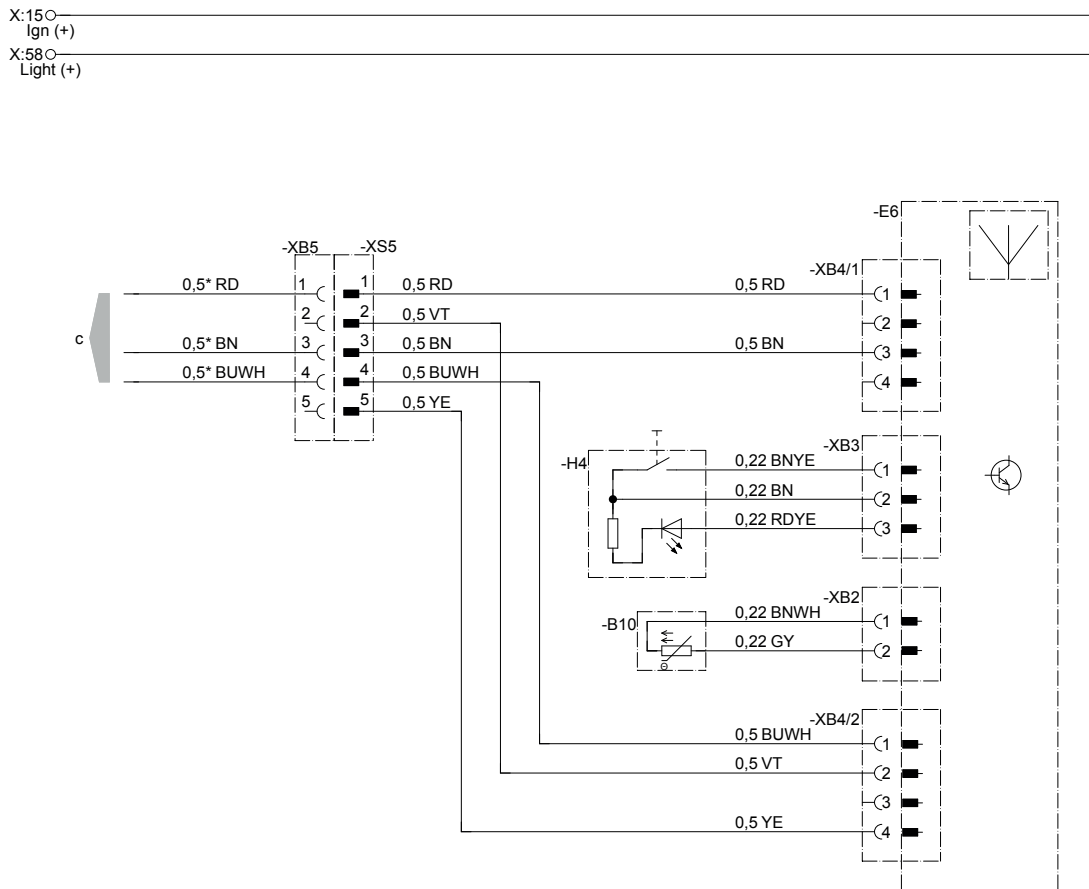 X:15
Ign (+)
X:58
Light (+)
-E6
-XB5 -XS5
-XB4/1
0,5* RD 1 1 0,5 RD 0,5 RD 1
2 2 0,5 VT 2
c
0,5* BN 3 3 0,5 BN 0,5 BN 3
0,5* BUWH 4 4 0,5 BUWH 4
5 5 0,5 YE
-XB3
-H4
0,22 BNYE 1
0,22 BN 2
0,22 RDYE 3
-XB2
-B10
0,22 BNWH 1
0,22 GY 2
-XB4/2
0,5 BUWH 1
0,5 VT 2
3
0,5 YE 4